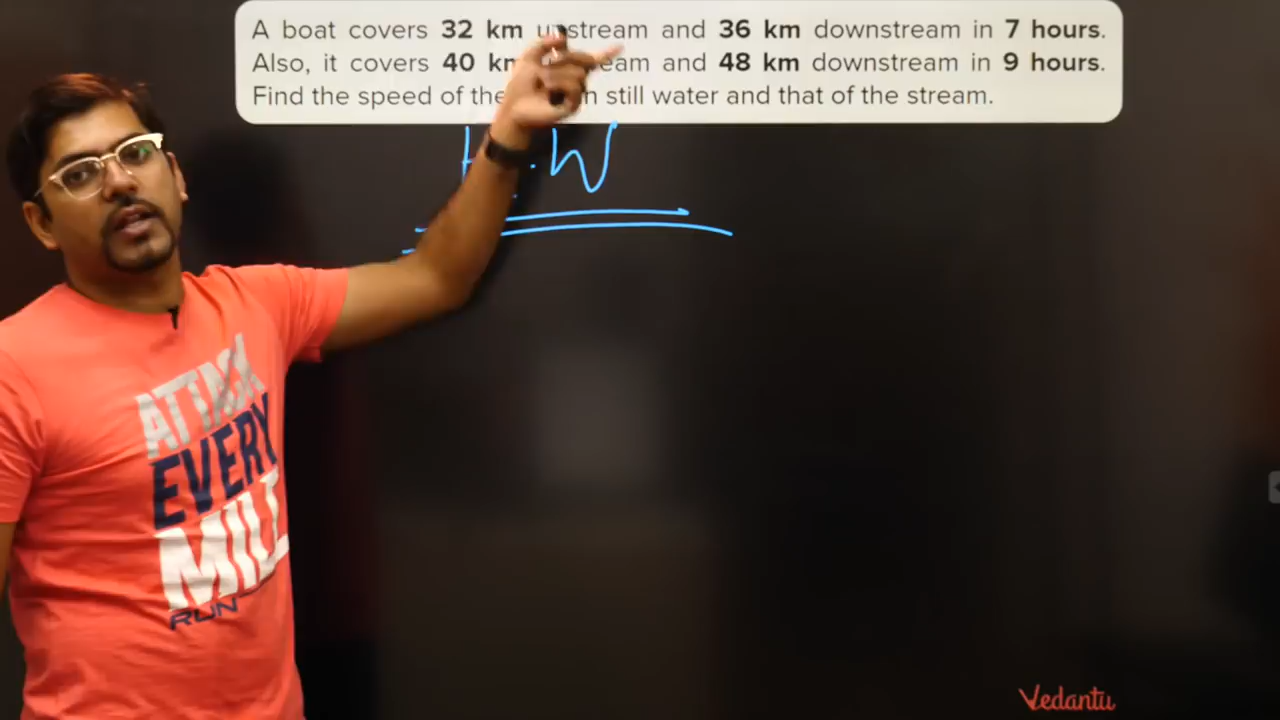 A boat covers 32 km upstream and 36 km downstream in 7 hours.
Also, it covers 40 km and 48 km downstream in 9 hours.
Find the speed of the still water and that of the stream.
.W
ATTACK
EVERY
MILE
RUN
Vedantu